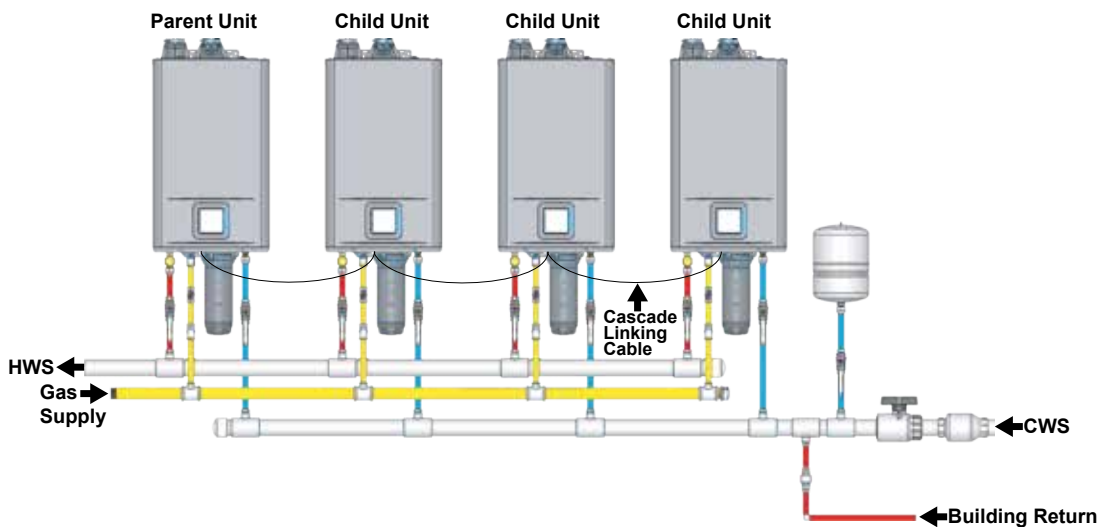 Parent Unit
Child Unit
Child Unit
Child Unit
Cascade
Linking
Cable
HWS
Gas
Supply
CWS
Building Return